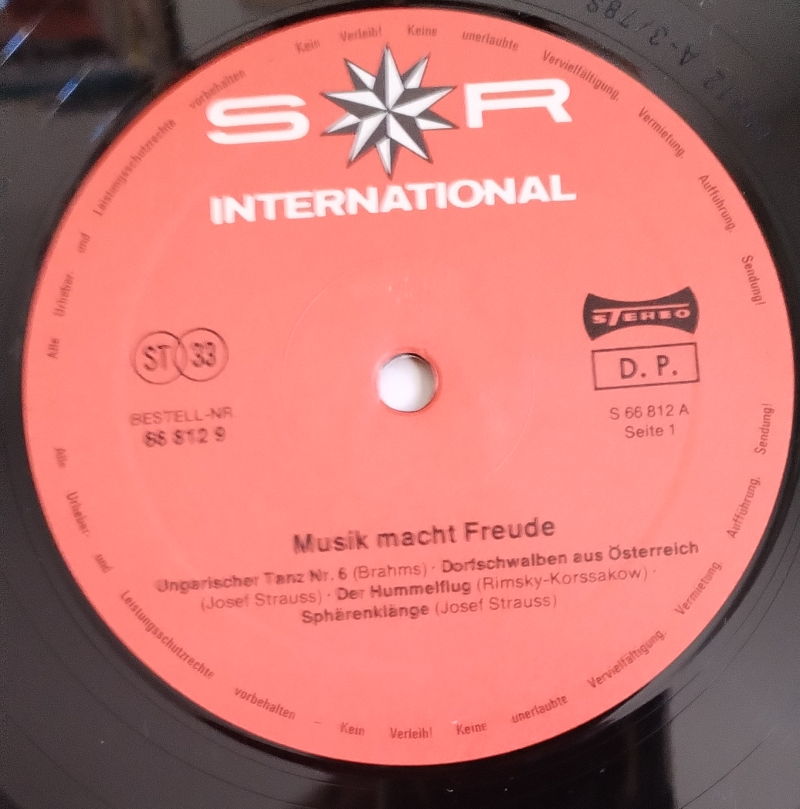 Alle Urheber- und Leistungsschutzrechte vorbehalten Kein Verleih! Keine unerlaubte Vervielfältigung, Vermietung, Aufführung, Sendung!
S R
INTERNATIONAL
STEREO
ST 33
D. P.
BESTELL-NR.
66 812 9
S 66 812 A
Seite 1
Musik macht Freude
Ungarischer Tanz Nr. 6 (Brahms) · Dorfschwalben aus Österreich
(Josef Strauss) · Der Hummelflug (Rimsky-Korssakow) ·
Sphärenklänge (Josef Strauss)
Alle Urheber- und Leistungsschutzrechte vorbehalten – Kein Verleih! Keine unerlaubte Vervielfältigung, Vermietung, Aufführung, Sendung!